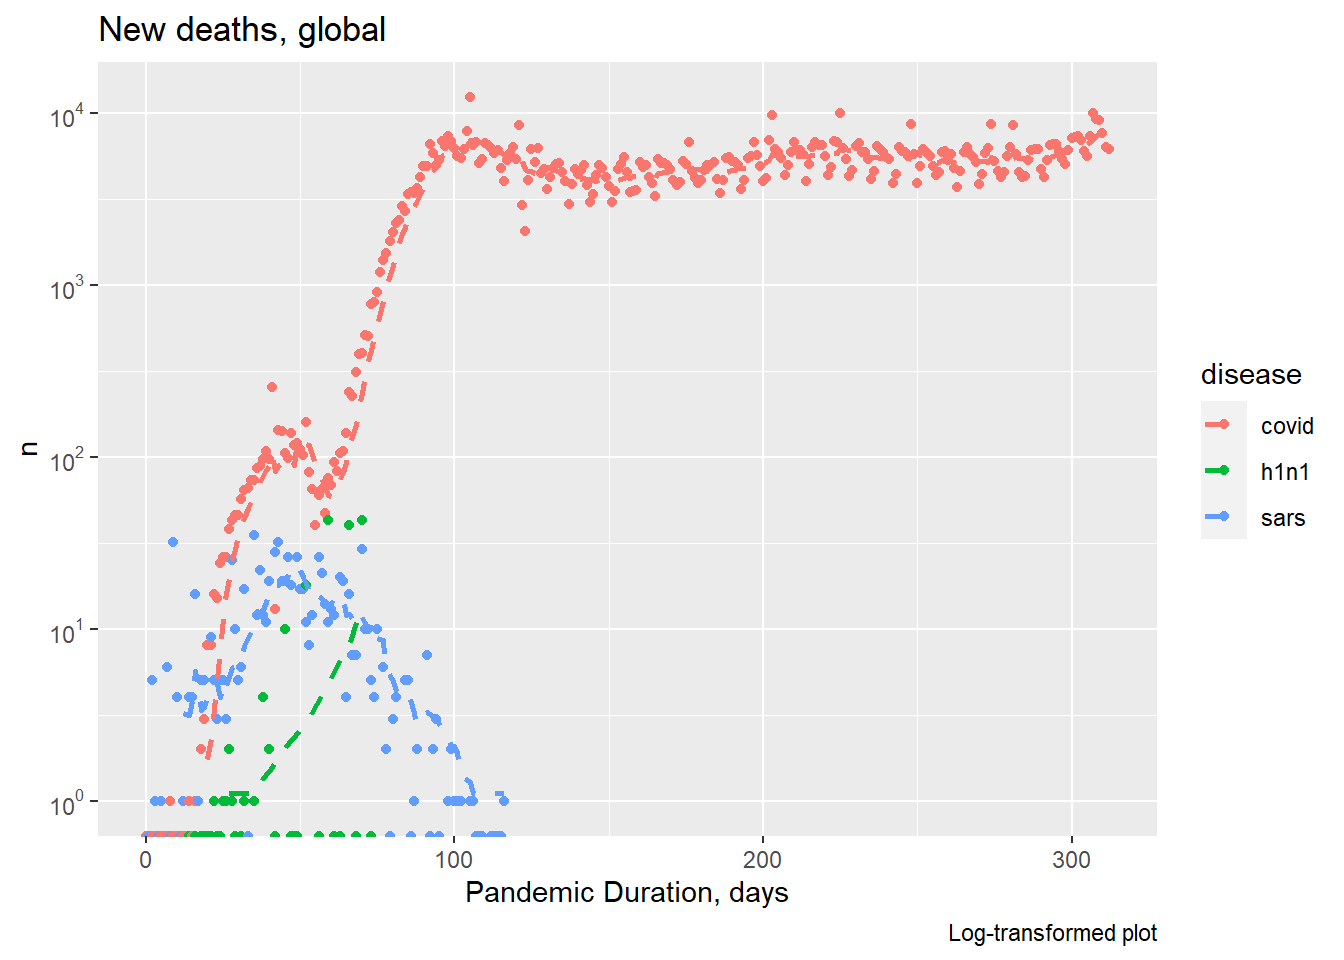 New deaths, global
n
10^4
10^3
10^2
10^1
10^0
0 100 200 300
Pandemic Duration, days
disease
covid
h1n1
sars
Log-transformed plot